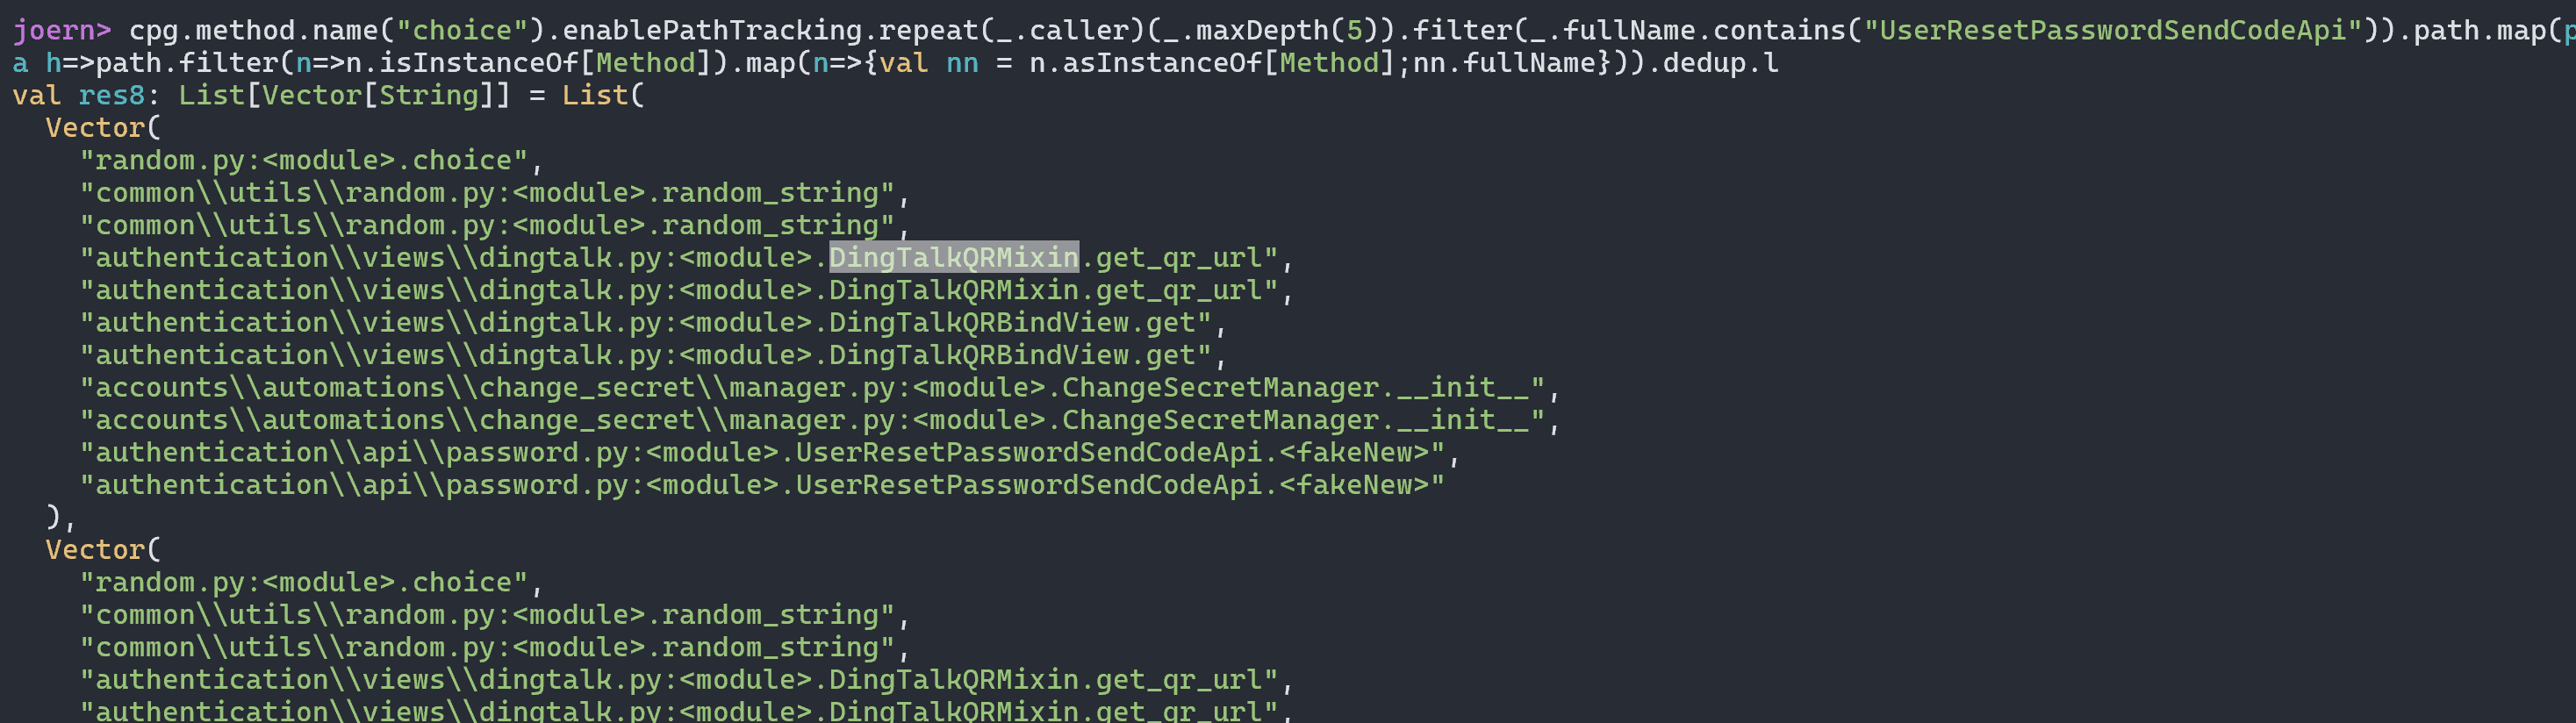 joern> cpg.method.name("choice").enablePathTracking.repeat(_.caller)(_.maxDepth(5)).filter(_.fullName.contains("UserResetPasswordSendCodeApi")).path.map(p
a h=>path.filter(n=>n.isInstanceOf[Method]).map(n=>{val nn = n.asInstanceOf[Method];nn.fullName})).dedup.l
val res8: List[Vector[String]] = List(
  Vector(
    "random.py:<module>.choice",
    "common\\utils\\random.py:<module>.random_string",
    "common\\utils\\random.py:<module>.random_string",
    "authentication\\views\\dingtalk.py:<module>.DingTalkQRMixin.get_qr_url",
    "authentication\\views\\dingtalk.py:<module>.DingTalkQRMixin.get_qr_url",
    "authentication\\views\\dingtalk.py:<module>.DingTalkQRBindView.get",
    "authentication\\views\\dingtalk.py:<module>.DingTalkQRBindView.get",
    "accounts\\automations\\change_secret\\manager.py:<module>.ChangeSecretManager.__init__",
    "accounts\\automations\\change_secret\\manager.py:<module>.ChangeSecretManager.__init__",
    "authentication\\api\\password.py:<module>.UserResetPasswordSendCodeApi.<fakeNew>",
    "authentication\\api\\password.py:<module>.UserResetPasswordSendCodeApi.<fakeNew>"
  ),
  Vector(
    "random.py:<module>.choice",
    "common\\utils\\random.py:<module>.random_string",
    "common\\utils\\random.py:<module>.random_string",
    "authentication\\views\\dingtalk.py:<module>.DingTalkQRMixin.get_qr_url",
    "authentication\\views\\dingtalk.py:<module>.DingTalkQRMixin.get_qr_url",